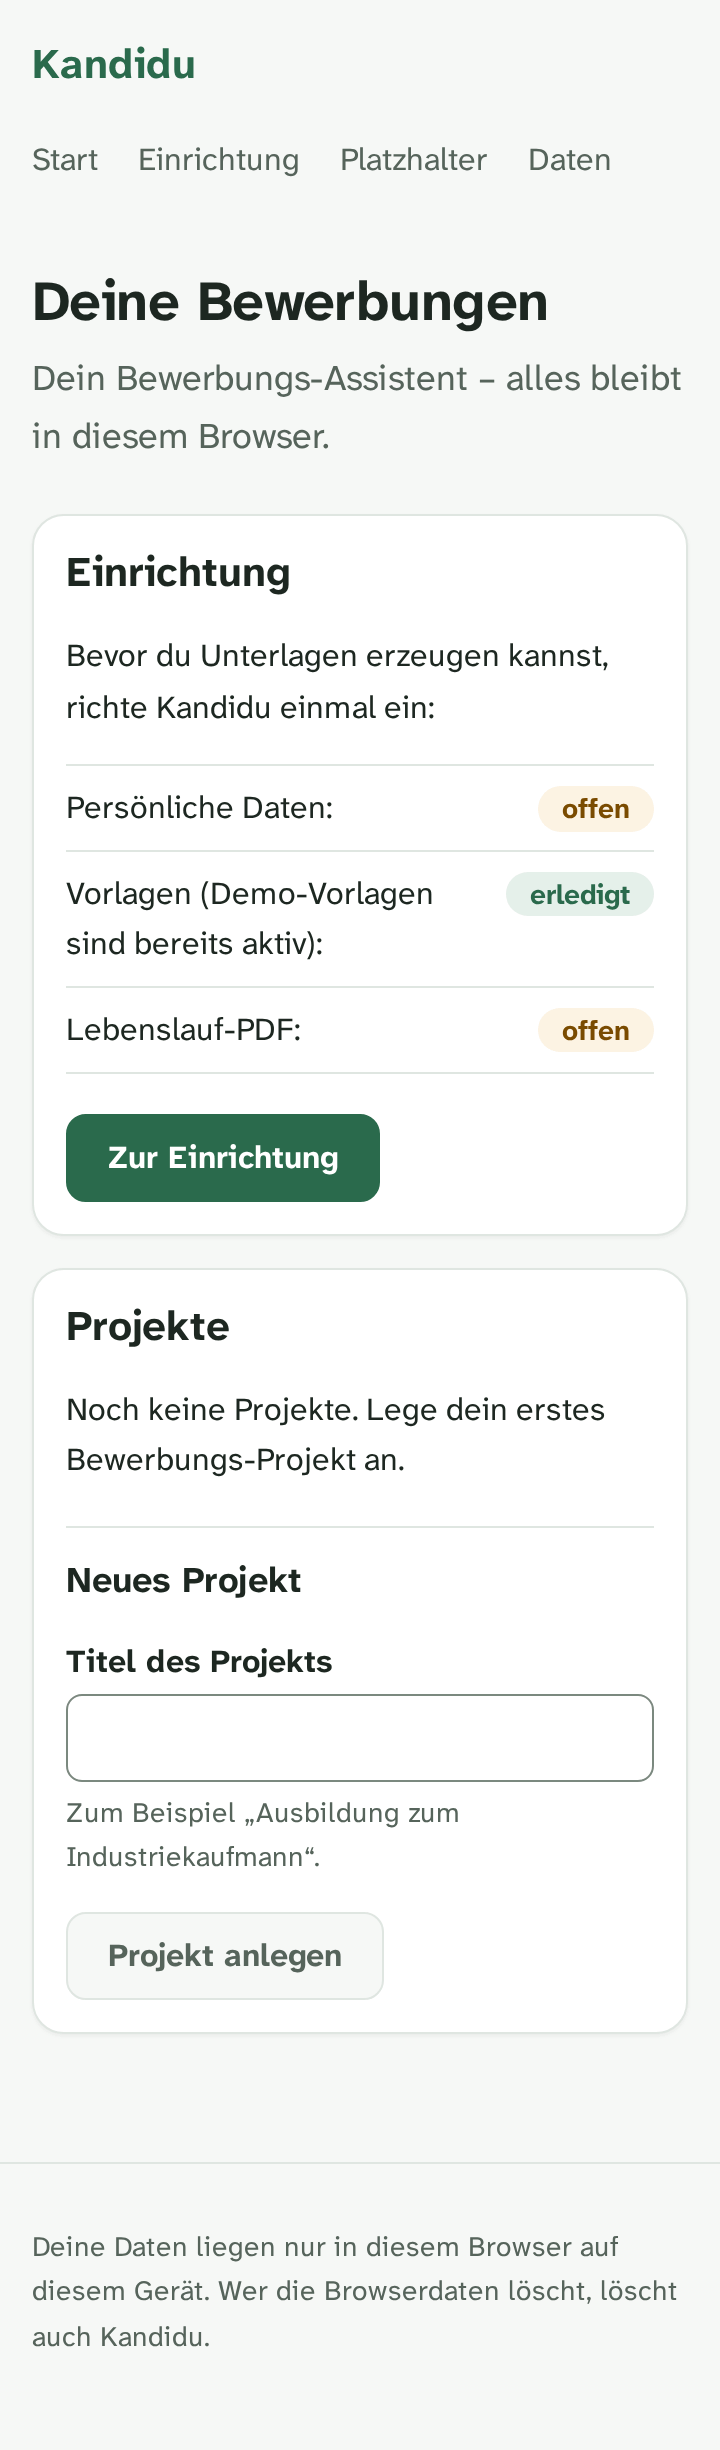 Kandidu
Start Einrichtung Platzhalter Daten
Deine Bewerbungen
Dein Bewerbungs-Assistent – alles bleibt
in diesem Browser.
Einrichtung
Bevor du Unterlagen erzeugen kannst,
richte Kandidu einmal ein:
Persönliche Daten: offen
Vorlagen (Demo-Vorlagen erledigt
sind bereits aktiv):
Lebenslauf-PDF: offen
Zur Einrichtung
Projekte
Noch keine Projekte. Lege dein erstes
Bewerbungs-Projekt an.
Neues Projekt
Titel des Projekts
Zum Beispiel „Ausbildung zum
Industriekaufmann“.
Projekt anlegen
Deine Daten liegen nur in diesem Browser auf
diesem Gerät. Wer die Browserdaten löscht, löscht
auch Kandidu.